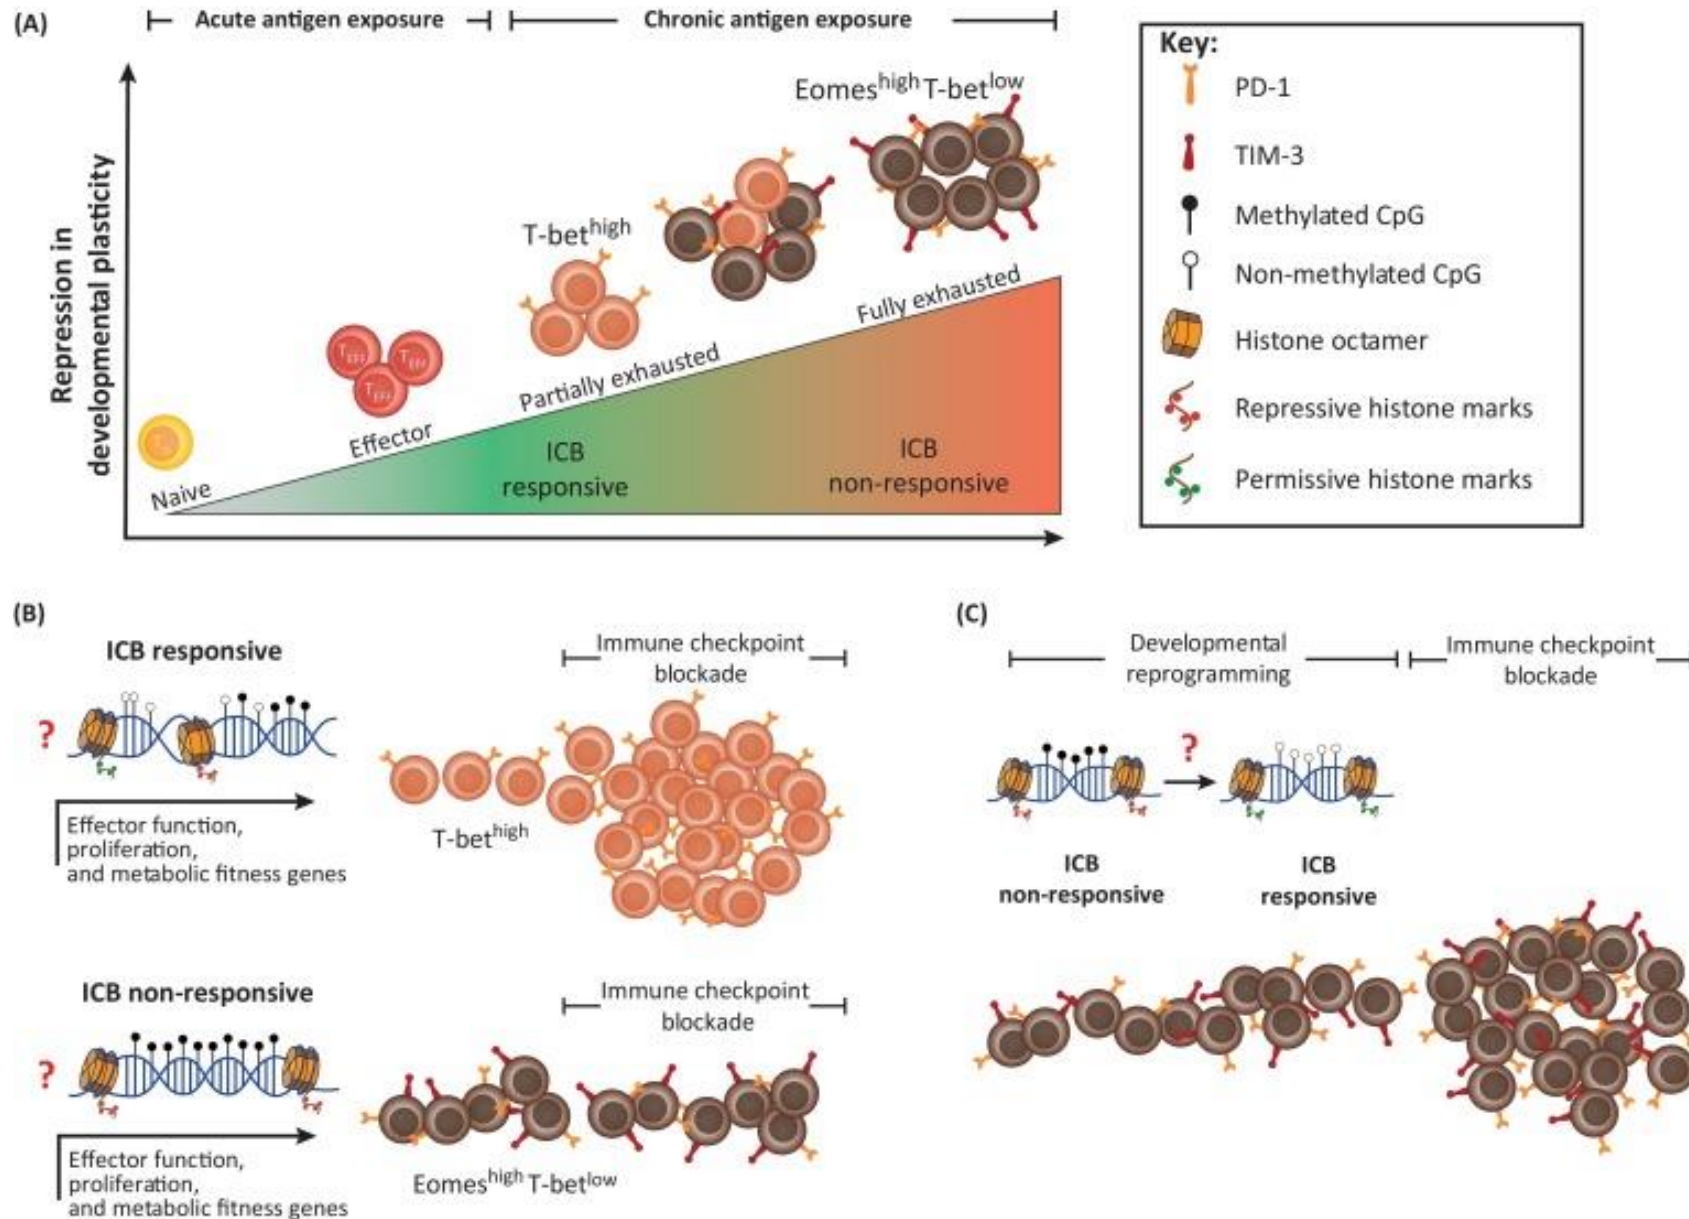 (A)
Acute antigen exposure
Chronic antigen exposure
Repression in
developmental plasticity
Naive
Effector
Partially exhausted
Fully exhausted
T_EFF
T_EFF
T_EFF
T-bet^high
Eomes^high T-bet^low
ICB
responsive
ICB
non-responsive
Key:
PD-1
TIM-3
Methylated CpG
Non-methylated CpG
Histone octamer
Repressive histone marks
Permissive histone marks
(B)
ICB responsive
?
Effector function,
proliferation,
and metabolic fitness genes
Immune checkpoint
blockade
T-bet^high
ICB non-responsive
?
Effector function,
proliferation,
and metabolic fitness genes
Immune checkpoint
blockade
Eomes^high T-bet^low
(C)
Developmental
reprogramming
Immune checkpoint
blockade
?
ICB
non-responsive
ICB
responsive